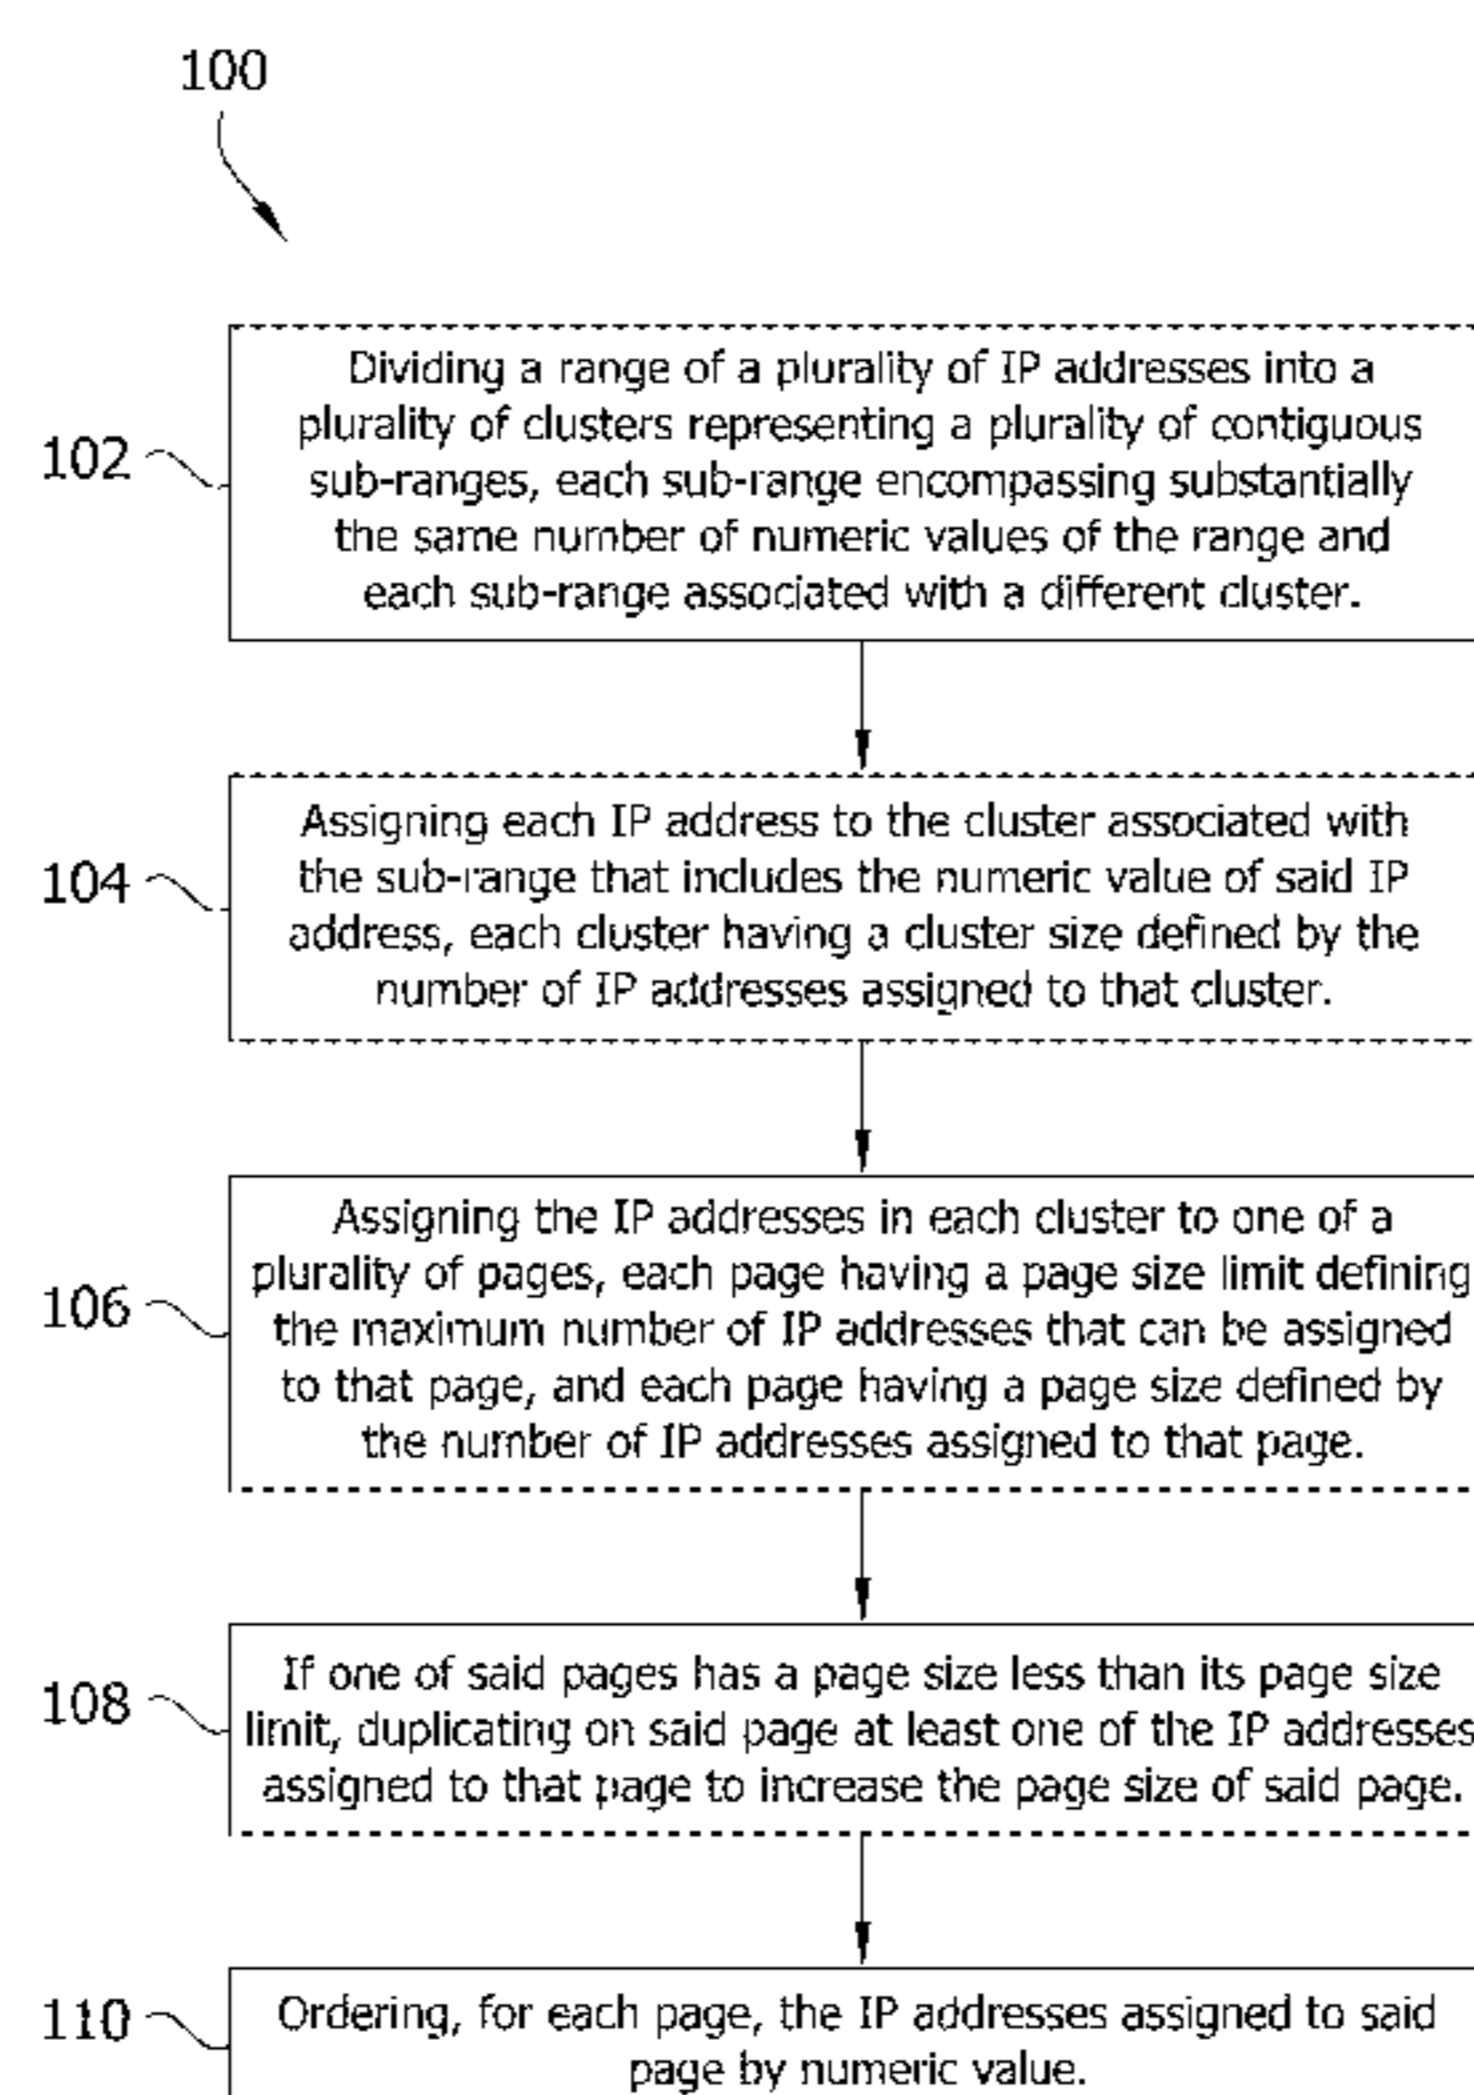 100
102
Dividing a range of a plurality of IP addresses into a
plurality of clusters representing a plurality of contiguous
sub-ranges, each sub-range encompassing substantially
the same number of numeric values of the range and
each sub-range associated with a different cluster.
104
Assigning each IP address to the cluster associated with
the sub-range that includes the numeric value of said IP
address, each cluster having a cluster size defined by the
number of IP addresses assigned to that cluster.
106
Assigning the IP addresses in each cluster to one of a
plurality of pages, each page having a page size limit defining
the maximum number of IP addresses that can be assigned
to that page, and each page having a page size defined by
the number of IP addresses assigned to that page.
108
If one of said pages has a page size less than its page size
limit, duplicating on said page at least one of the IP addresses
assigned to that page to increase the page size of said page.
110
Ordering, for each page, the IP addresses assigned to said
page by numeric value.